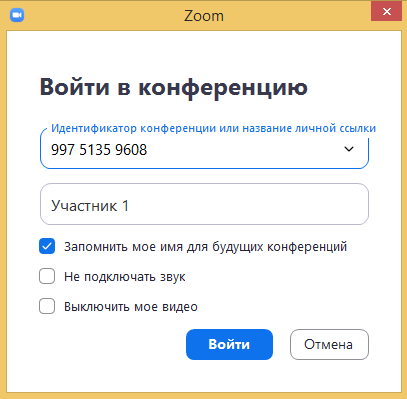 Zoom
Войти в конференцию
Идентификатор конференции или название личной ссылки
997 5135 9608
Участник 1
Запомнить мое имя для будущих конференций
Не подключать звук
Выключить мое видео
Войти Отмена